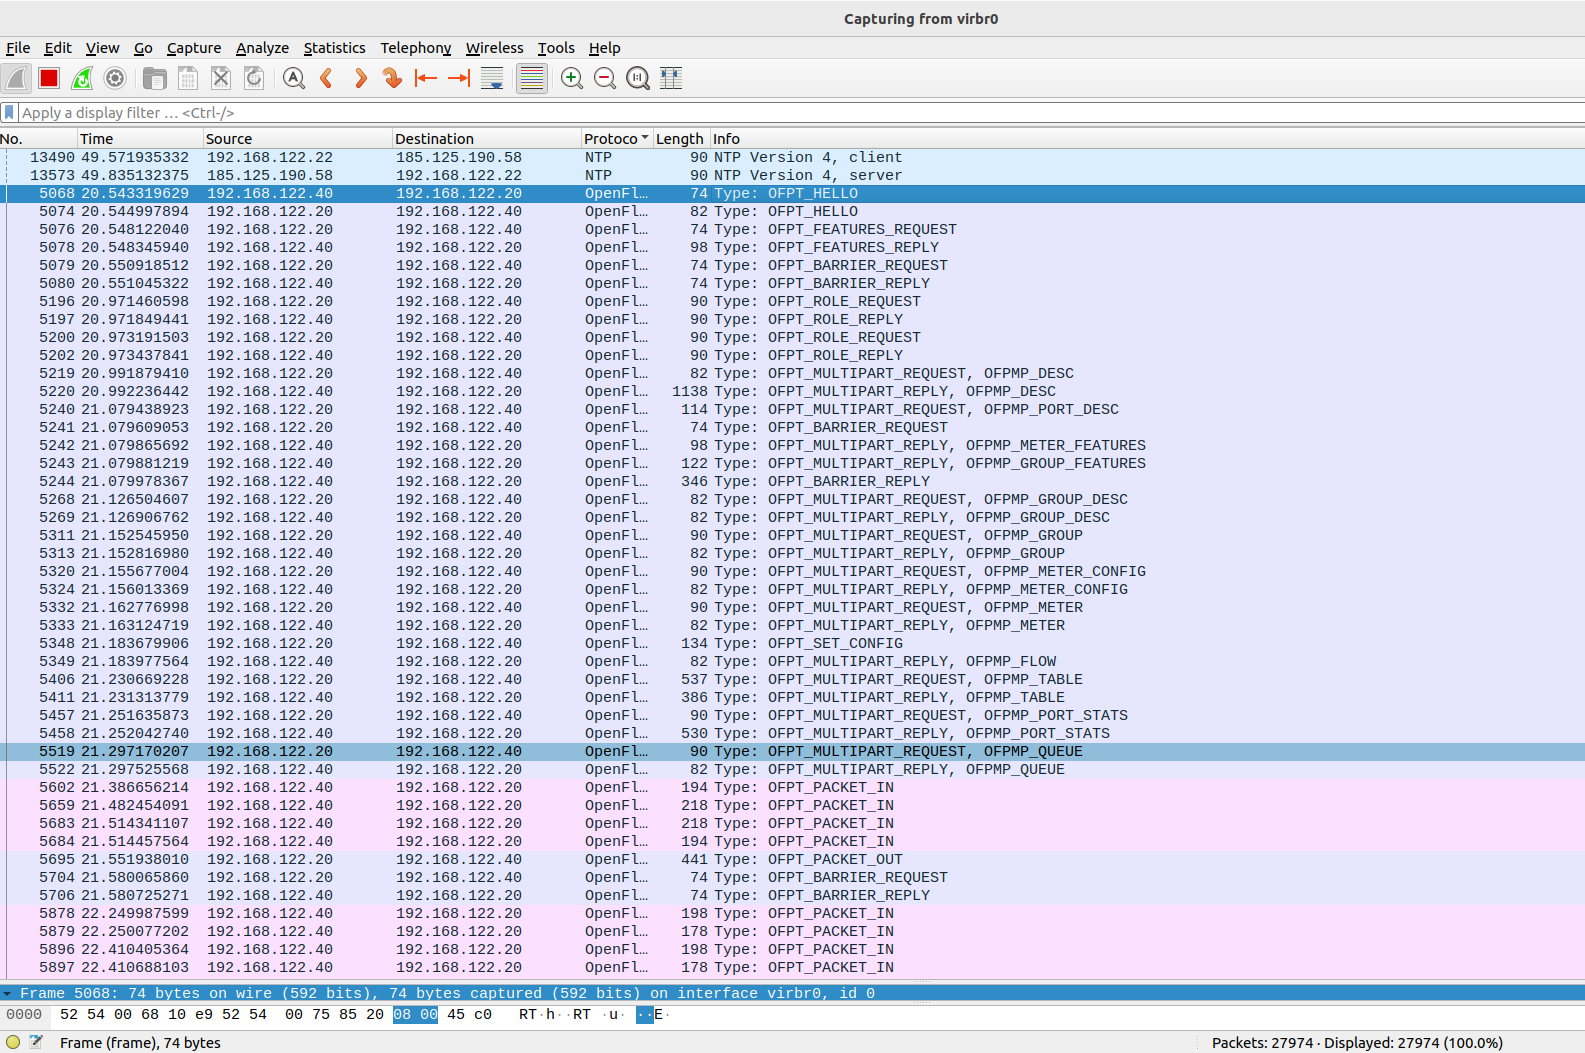 Capturing from virbr0
File Edit View Go Capture Analyze Statistics Telephony Wireless Tools Help
Apply a display filter … <Ctrl-/>
No. Time Source Destination Protoco Length Info
13490 49.571935332 192.168.122.22 185.125.190.58 NTP 90 NTP Version 4, client
13573 49.835132375 185.125.190.58 192.168.122.22 NTP 90 NTP Version 4, server
5068 20.543319629 192.168.122.40 192.168.122.20 OpenFl… 74 Type: OFPT_HELLO
5074 20.544997894 192.168.122.20 192.168.122.40 OpenFl… 82 Type: OFPT_HELLO
5076 20.548122040 192.168.122.20 192.168.122.40 OpenFl… 74 Type: OFPT_FEATURES_REQUEST
5078 20.548345940 192.168.122.40 192.168.122.20 OpenFl… 98 Type: OFPT_FEATURES_REPLY
5079 20.550918512 192.168.122.20 192.168.122.40 OpenFl… 74 Type: OFPT_BARRIER_REQUEST
5080 20.551045322 192.168.122.40 192.168.122.20 OpenFl… 74 Type: OFPT_BARRIER_REPLY
5196 20.971460598 192.168.122.20 192.168.122.40 OpenFl… 90 Type: OFPT_ROLE_REQUEST
5197 20.971849441 192.168.122.40 192.168.122.20 OpenFl… 90 Type: OFPT_ROLE_REPLY
5200 20.973191503 192.168.122.20 192.168.122.40 OpenFl… 90 Type: OFPT_ROLE_REQUEST
5202 20.973437841 192.168.122.40 192.168.122.20 OpenFl… 90 Type: OFPT_ROLE_REPLY
5219 20.991879410 192.168.122.20 192.168.122.40 OpenFl… 82 Type: OFPT_MULTIPART_REQUEST, OFPMP_DESC
5220 20.992236442 192.168.122.40 192.168.122.20 OpenFl… 1138 Type: OFPT_MULTIPART_REPLY, OFPMP_DESC
5240 21.079438923 192.168.122.20 192.168.122.40 OpenFl… 114 Type: OFPT_MULTIPART_REQUEST, OFPMP_PORT_DESC
5241 21.079609053 192.168.122.20 192.168.122.40 OpenFl… 74 Type: OFPT_BARRIER_REQUEST
5242 21.079865692 192.168.122.40 192.168.122.20 OpenFl… 98 Type: OFPT_MULTIPART_REPLY, OFPMP_METER_FEATURES
5243 21.079881219 192.168.122.40 192.168.122.20 OpenFl… 122 Type: OFPT_MULTIPART_REPLY, OFPMP_GROUP_FEATURES
5244 21.079978367 192.168.122.40 192.168.122.20 OpenFl… 346 Type: OFPT_BARRIER_REPLY
5268 21.126504607 192.168.122.20 192.168.122.40 OpenFl… 82 Type: OFPT_MULTIPART_REQUEST, OFPMP_GROUP_DESC
5269 21.126906762 192.168.122.40 192.168.122.20 OpenFl… 82 Type: OFPT_MULTIPART_REPLY, OFPMP_GROUP_DESC
5311 21.152545950 192.168.122.20 192.168.122.40 OpenFl… 90 Type: OFPT_MULTIPART_REQUEST, OFPMP_GROUP
5313 21.152816980 192.168.122.40 192.168.122.20 OpenFl… 82 Type: OFPT_MULTIPART_REPLY, OFPMP_GROUP
5320 21.155677004 192.168.122.20 192.168.122.40 OpenFl… 90 Type: OFPT_MULTIPART_REQUEST, OFPMP_METER_CONFIG
5324 21.156013369 192.168.122.40 192.168.122.20 OpenFl… 82 Type: OFPT_MULTIPART_REPLY, OFPMP_METER_CONFIG
5332 21.162776998 192.168.122.20 192.168.122.40 OpenFl… 90 Type: OFPT_MULTIPART_REQUEST, OFPMP_METER
5333 21.163124719 192.168.122.40 192.168.122.20 OpenFl… 82 Type: OFPT_MULTIPART_REPLY, OFPMP_METER
5348 21.183679906 192.168.122.20 192.168.122.40 OpenFl… 134 Type: OFPT_SET_CONFIG
5349 21.183977564 192.168.122.40 192.168.122.20 OpenFl… 82 Type: OFPT_MULTIPART_REPLY, OFPMP_FLOW
5406 21.230669228 192.168.122.20 192.168.122.40 OpenFl… 537 Type: OFPT_MULTIPART_REQUEST, OFPMP_TABLE
5411 21.231313779 192.168.122.40 192.168.122.20 OpenFl… 386 Type: OFPT_MULTIPART_REPLY, OFPMP_TABLE
5457 21.251635873 192.168.122.20 192.168.122.40 OpenFl… 90 Type: OFPT_MULTIPART_REQUEST, OFPMP_PORT_STATS
5458 21.252042740 192.168.122.40 192.168.122.20 OpenFl… 530 Type: OFPT_MULTIPART_REPLY, OFPMP_PORT_STATS
5519 21.297170207 192.168.122.20 192.168.122.40 OpenFl… 90 Type: OFPT_MULTIPART_REQUEST, OFPMP_QUEUE
5522 21.297525568 192.168.122.40 192.168.122.20 OpenFl… 82 Type: OFPT_MULTIPART_REPLY, OFPMP_QUEUE
5602 21.386656214 192.168.122.40 192.168.122.20 OpenFl… 194 Type: OFPT_PACKET_IN
5659 21.482454091 192.168.122.40 192.168.122.20 OpenFl… 218 Type: OFPT_PACKET_IN
5683 21.514341107 192.168.122.40 192.168.122.20 OpenFl… 218 Type: OFPT_PACKET_IN
5684 21.514457564 192.168.122.40 192.168.122.20 OpenFl… 194 Type: OFPT_PACKET_IN
5695 21.551938010 192.168.122.20 192.168.122.40 OpenFl… 441 Type: OFPT_PACKET_OUT
5704 21.580065860 192.168.122.20 192.168.122.40 OpenFl… 74 Type: OFPT_BARRIER_REQUEST
5706 21.580725271 192.168.122.40 192.168.122.20 OpenFl… 74 Type: OFPT_BARRIER_REPLY
5878 22.249987599 192.168.122.40 192.168.122.20 OpenFl… 198 Type: OFPT_PACKET_IN
5879 22.250077202 192.168.122.40 192.168.122.20 OpenFl… 178 Type: OFPT_PACKET_IN
5896 22.410405364 192.168.122.40 192.168.122.20 OpenFl… 198 Type: OFPT_PACKET_IN
5897 22.410688103 192.168.122.40 192.168.122.20 OpenFl… 178 Type: OFPT_PACKET_IN
Frame 5068: 74 bytes on wire (592 bits), 74 bytes captured (592 bits) on interface virbr0, id 0
0000 52 54 00 68 10 e9 52 54 00 75 85 20 08 00 45 c0 RT·h··RT ·u· ··E·
Frame (frame), 74 bytes Packets: 27974 · Displayed: 27974 (100.0%)